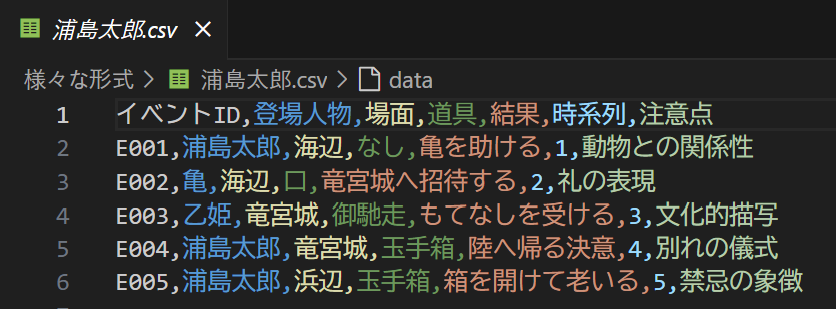 浦島太郎.csv
様々な形式 > 浦島太郎.csv > data
1 イベントID,登場人物,場面,道具,結果,時系列,注意点
2 E001,浦島太郎,海辺,なし,亀を助ける,1,動物との関係性
3 E002,亀,海辺,口,竜宮城へ招待する,2,礼の表現
4 E003,乙姫,竜宮城,御馳走,もてなしを受ける,3,文化的描写
5 E004,浦島太郎,竜宮城,玉手箱,陸へ帰る決意,4,別れの儀式
6 E005,浦島太郎,浜辺,玉手箱,箱を開けて老いる,5,禁忌の象徴